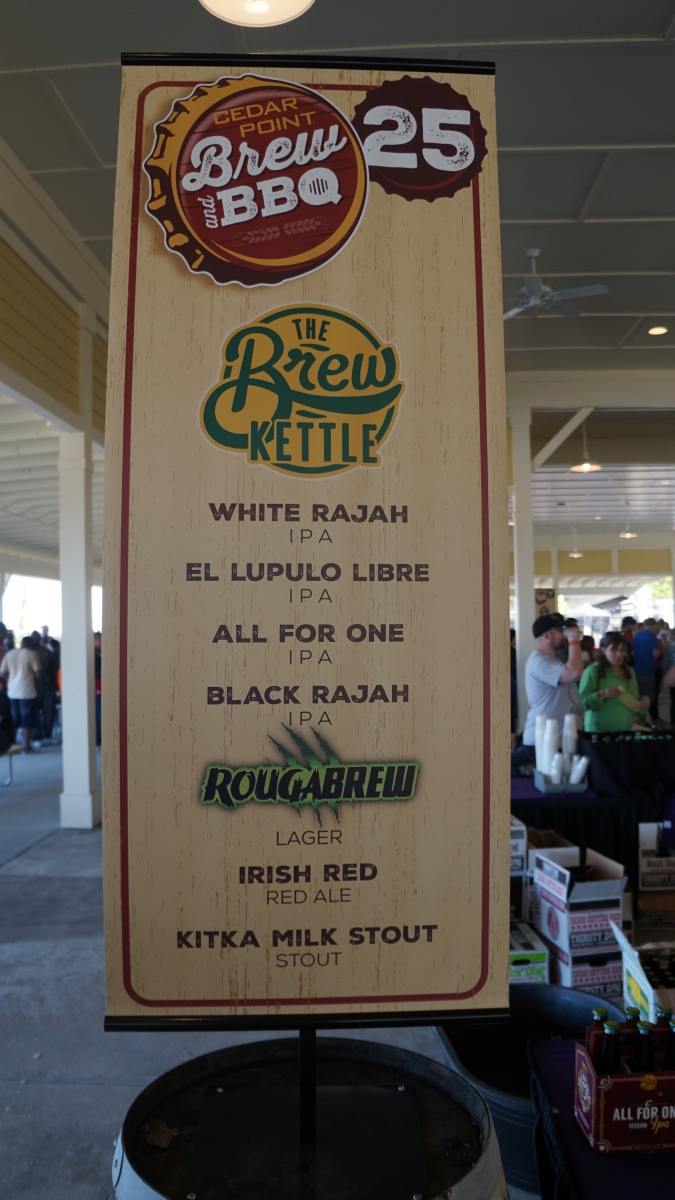 CEDAR
POINT
Brew
and BBQ
25
THE
Brew
KETTLE
WHITE RAJAH
IPA
EL LUPULO LIBRE
IPA
ALL FOR ONE
IPA
BLACK RAJAH
IPA
ROUGABREW
LAGER
IRISH RED
RED ALE
KITKA MILK STOUT
STOUT
ALL FOR ON
SESSION Ipa